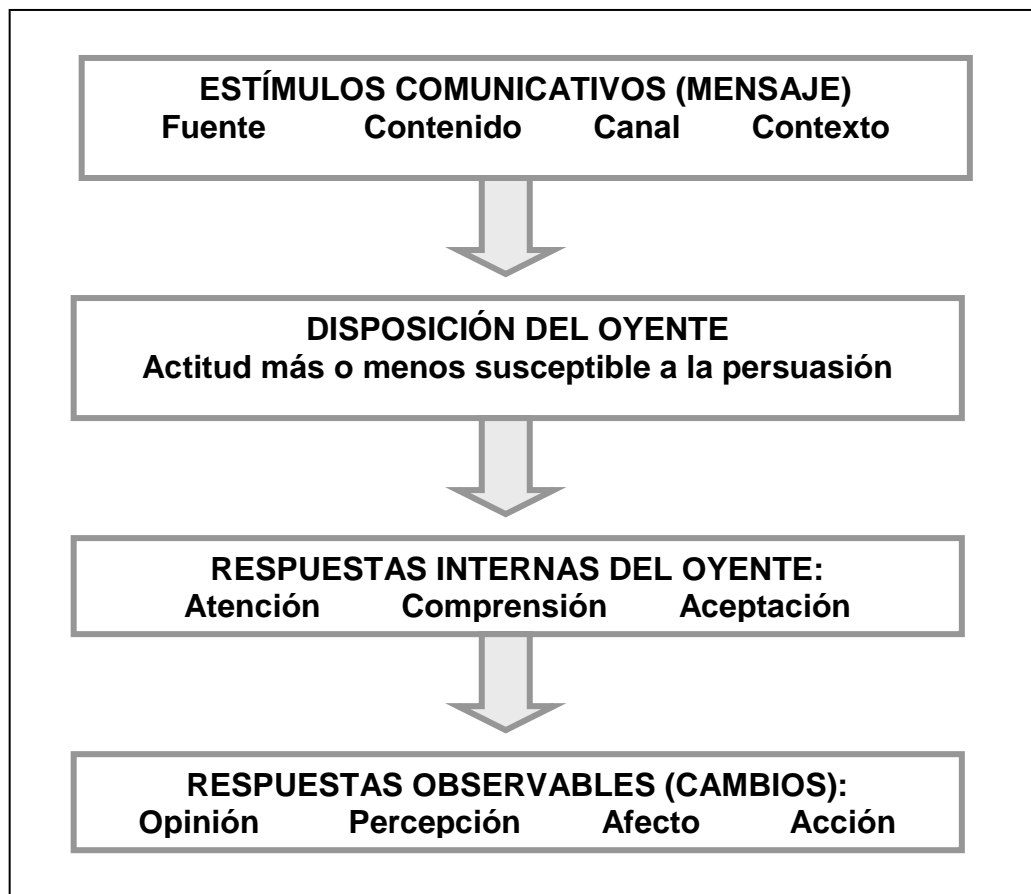 ESTÍMULOS COMUNICATIVOS (MENSAJE)
Fuente Contenido Canal Contexto
DISPOSICIÓN DEL OYENTE
Actitud más o menos susceptible a la persuasión
RESPUESTAS INTERNAS DEL OYENTE:
Atención Comprensión Aceptación
RESPUESTAS OBSERVABLES (CAMBIOS):
Opinión Percepción Afecto Acción